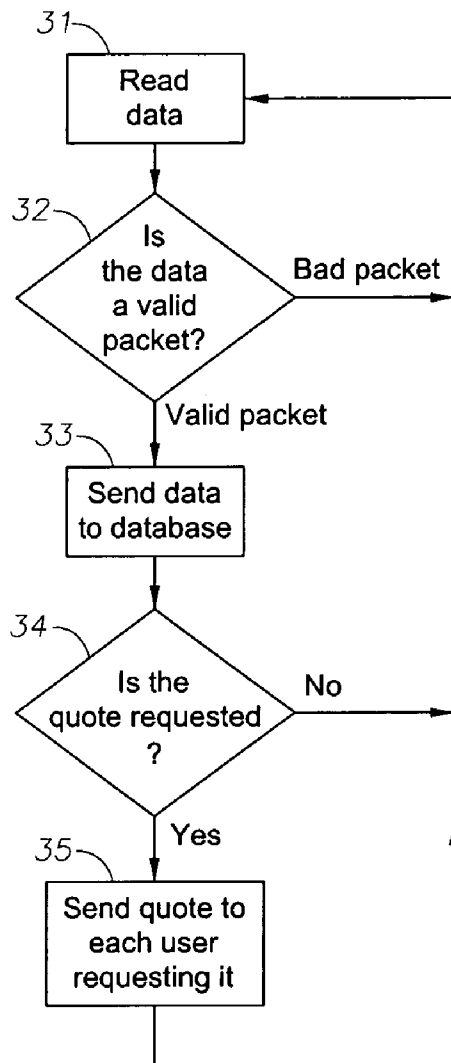 31
Read
data
32
Is
the data
a valid
packet?
Bad packet
Valid packet
33
Send data
to database
34
Is the
quote requested
?
No
Yes
35
Send quote to
each user
requesting it